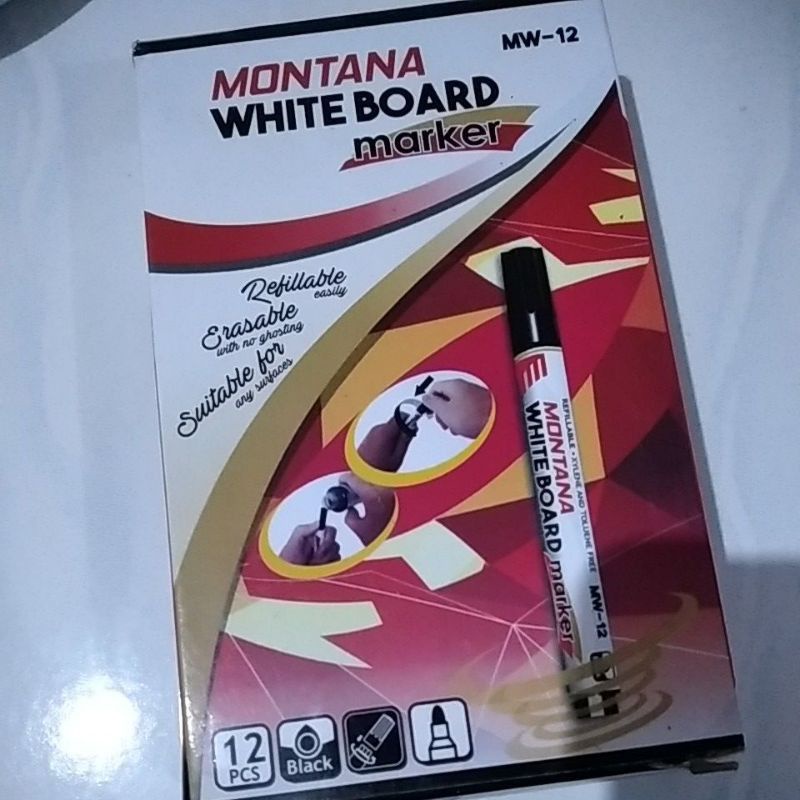 MW-12
MONTANA
WHITE BOARD
marker
Refillable
easily
Erasable
with no ghosting
Suitable for
any surfaces
REFILLABLE • XYLENE AND TOLUENE FREE
MONTANA
WHITE BOARD marker
MW-12
12
PCS
Black